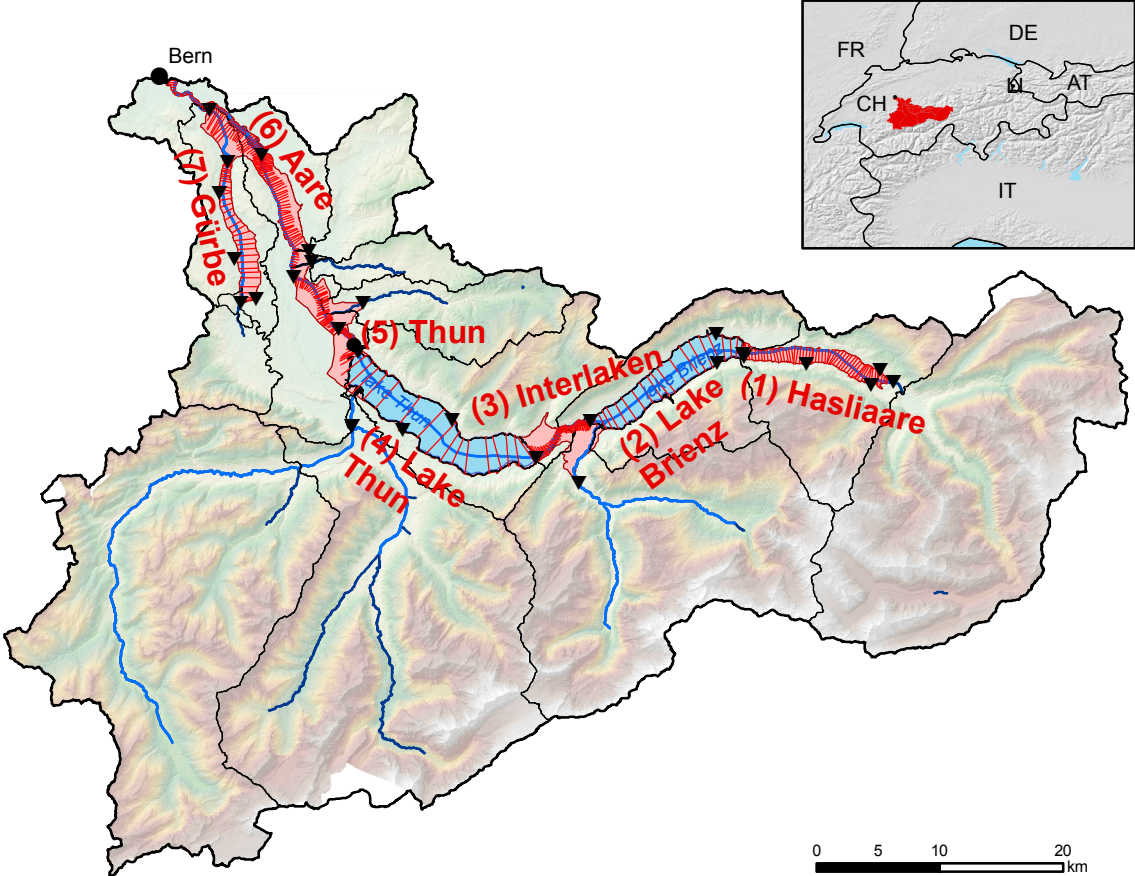 Bern
FR
DE
LI
AT
CH
IT
(6) Aare
(7) Gürbe
(5) Thun
Lake Thun
(3) Interlaken
Lake Brienz
(1) Hasliaare
(2) Lake
Brienz
(4) Lake
Thun
0 5 10 20
km